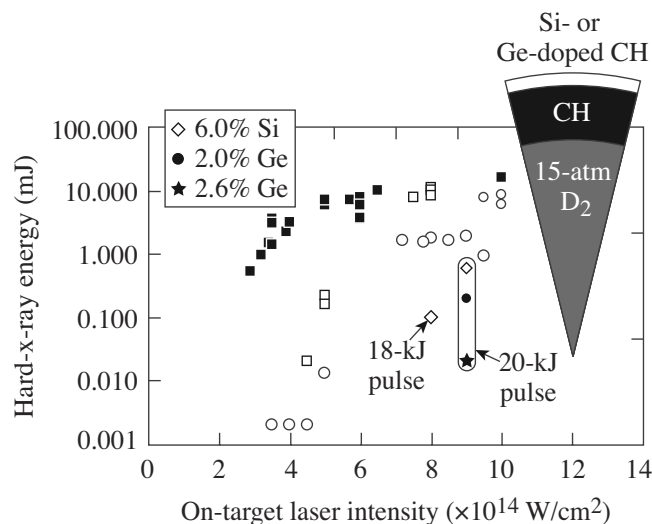 Si- or
Ge-doped CH
CH
15-atm
D2
6.0% Si
2.0% Ge
2.6% Ge
100.000
10.000
1.000
0.100
0.010
0.001
Hard-x-ray energy (mJ)
18-kJ
pulse
20-kJ
pulse
0 2 4 6 8 10 12 14
On-target laser intensity (×10^14 W/cm^2)